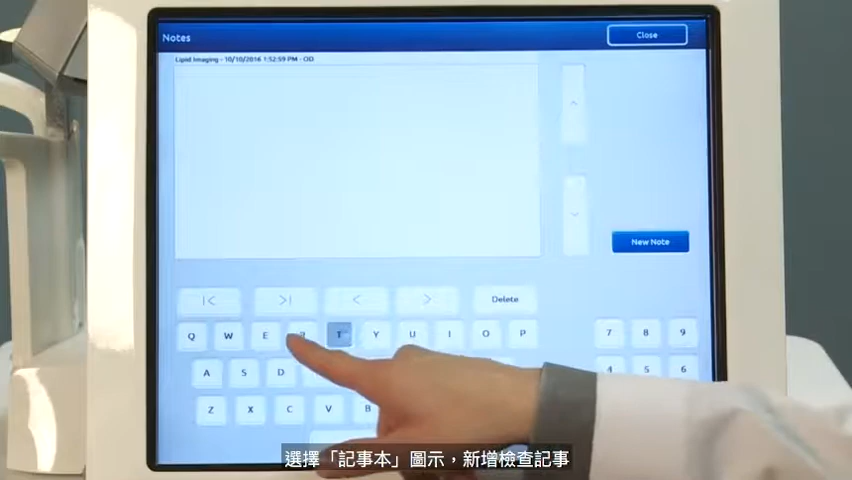 Notes
Close
Lipid Imaging - 10/10/2016 1:52:59 PM - OD
New Note
|< >| < > Delete
Q W E R T Y U I O P 7 8 9
A S D 4 5 6
Z X C V B
選擇「記事本」圖示，新增檢查記事